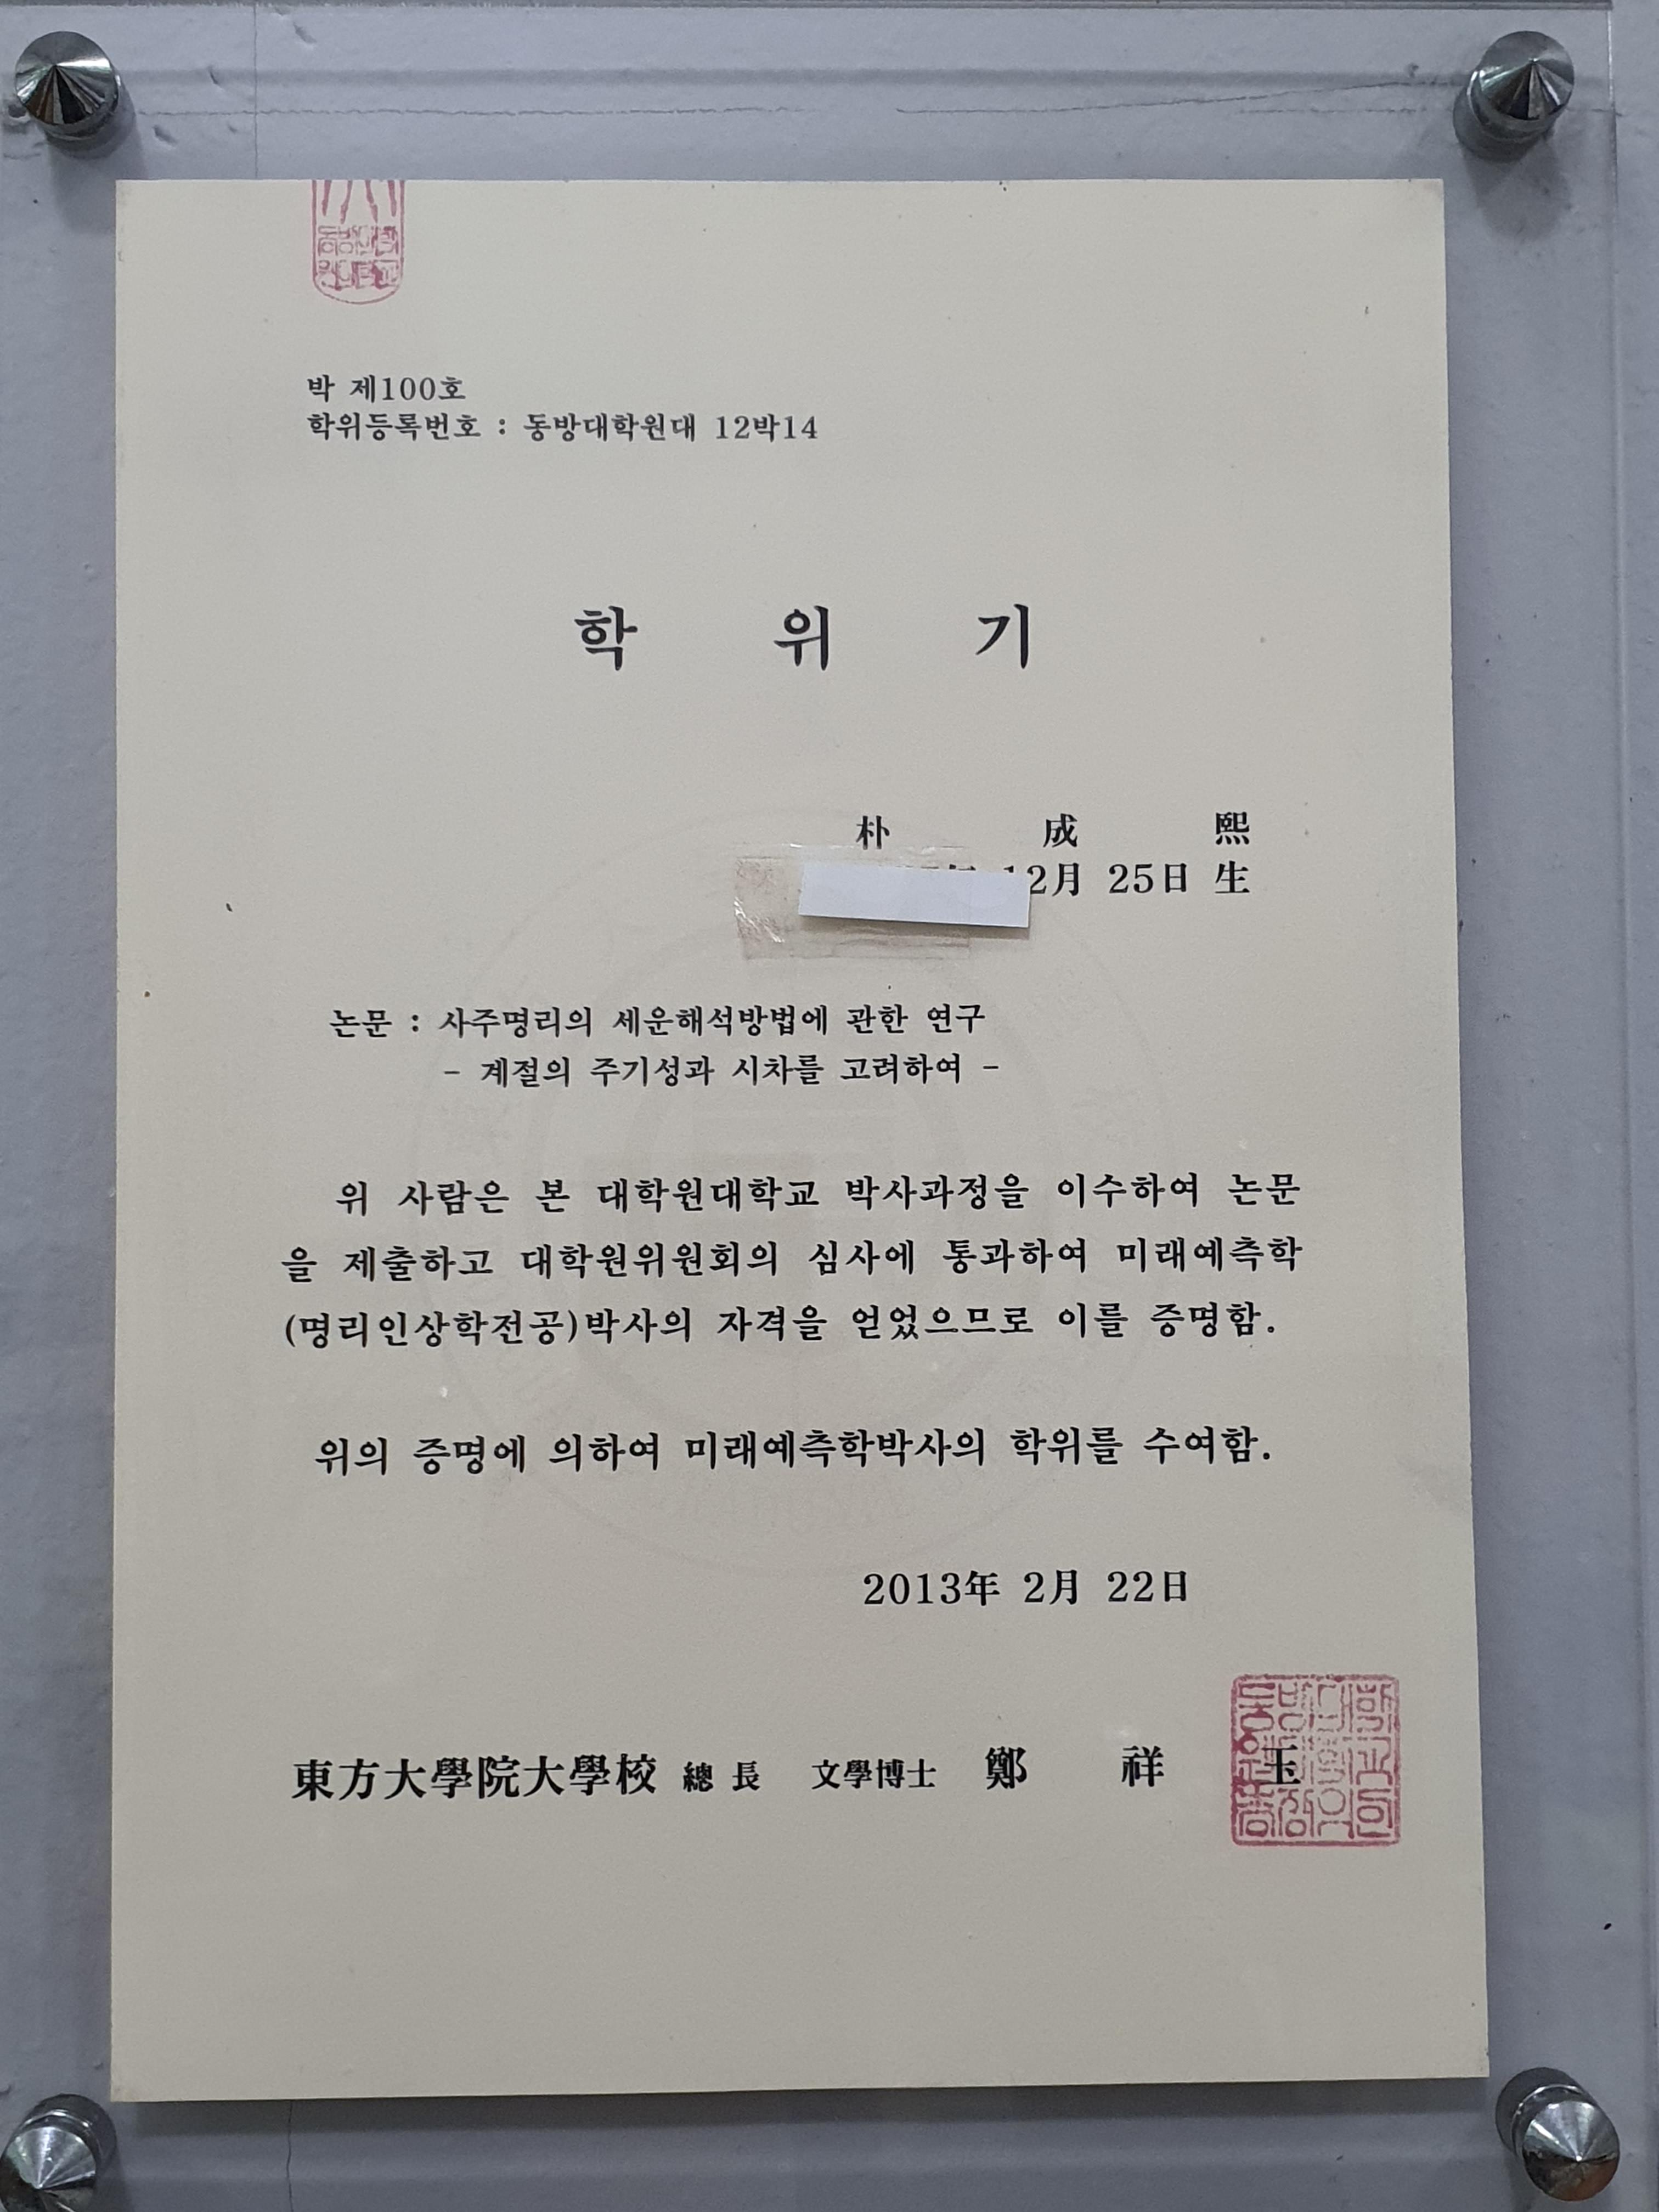 박 제100호
학위등록번호 : 동방대학원대 12박14
학 위 기
朴 成 熙
12月 25日 生
논문 : 사주명리의 세운해석방법에 관한 연구
- 계절의 주기성과 시차를 고려하여 -
위 사람은 본 대학원대학교 박사과정을 이수하여 논문
을 제출하고 대학원위원회의 심사에 통과하여 미래예측학
(명리인상학전공)박사의 자격을 얻었으므로 이를 증명함.
위의 증명에 의하여 미래예측학박사의 학위를 수여함.
2013年 2月 22日
東方大學院大學校 總長 文學博士 鄭 祥 玉